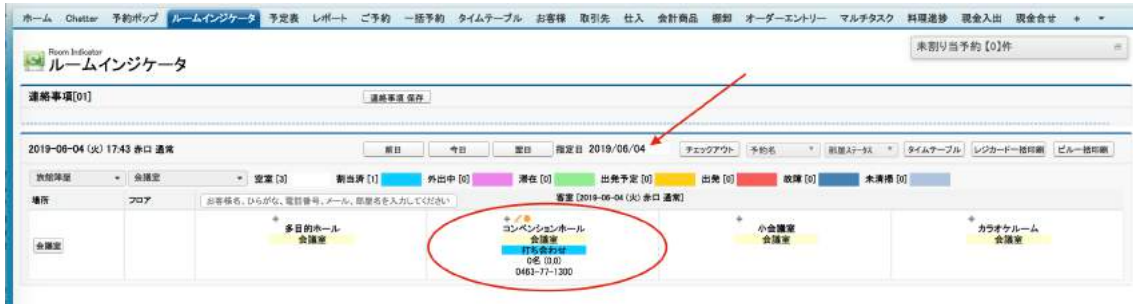 ホーム Chatter 予約ポップ ルームインジケータ 予定表 レポート ご予約 一括予約 タイムテーブル お客様 取引先 仕入 会計商品 棚卸 オーダーエントリー マルチタスク 料理進捗 現金入出 現金合せ +
未割り当予約【0】件
Room Indicator
ルームインジケータ
連絡事項[01] 連絡事項 保存
2019-06-04 (火) 17:43 赤口 通常 前日 今日 翌日 指定日 2019/06/04 チェックアウト 予約名 部屋ステータス タイムテーブル レジカード一括印刷 ビル一括印刷
旅館陣屋 会議室 空室 [3] 割当済 [1] 外出中 [0] 滞在 [0] 出発予定 [0] 出発 [0] 故障 [0] 未清掃 [0]
場所 フロア お客様名、ひらがな、電話番号、メール、部屋名を入力してください 客室 [2019-06-04 (火) 赤口 通常]
多目的ホール コンベンションホール 小会議室 カラオケルーム
会議室 会議室 会議室 会議室 会議室
打ち合わせ
0名 (0,0)
0463-77-1300